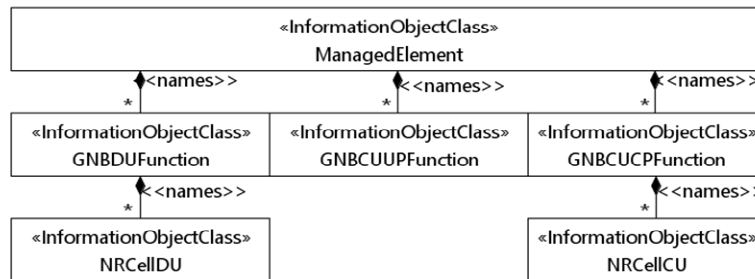 «InformationObjectClass»
ManagedElement
<<names>> <<names>> <<names>>
* * *
«InformationObjectClass» «InformationObjectClass» «InformationObjectClass»
GNBDUFunction GNBCUUPFunction GNBCUCPFunction
<<names>> <<names>>
* *
«InformationObjectClass» «InformationObjectClass»
NRCellDU NRCellCU